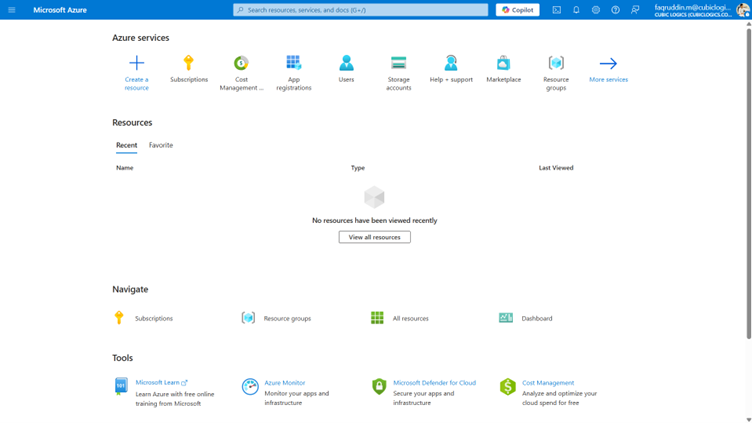 Microsoft Azure
Search resources, services, and docs (G+/)
Copilot
faqruddin.m@cubiclogi...
CUBIC LOGICS (CUBICLOGICS.CO...
Azure services
Create a resource
Subscriptions
Cost Management ...
App registrations
Users
Storage accounts
Help + support
Marketplace
Resource groups
More services
Resources
Recent Favorite
Name Type Last Viewed
No resources have been viewed recently
View all resources
Navigate
Subscriptions Resource groups All resources Dashboard
Tools
Microsoft Learn
Learn Azure with free online
training from Microsoft
Azure Monitor
Monitor your apps and
infrastructure
Microsoft Defender for Cloud
Secure your apps and
infrastructure
Cost Management
Analyze and optimize your
cloud spend for free